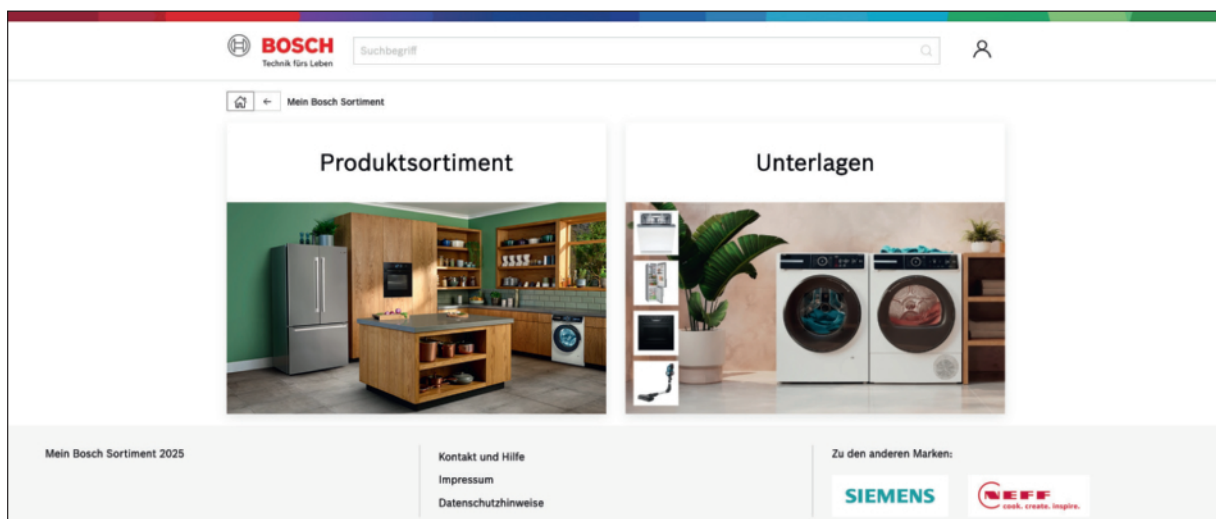 BOSCH
Technik fürs Leben
Suchbegriff
Mein Bosch Sortiment
Produktsortiment
Unterlagen
Mein Bosch Sortiment 2025
Kontakt und Hilfe
Impressum
Datenschutzhinweise
Zu den anderen Marken:
SIEMENS
NEFF
cook. create. inspire.